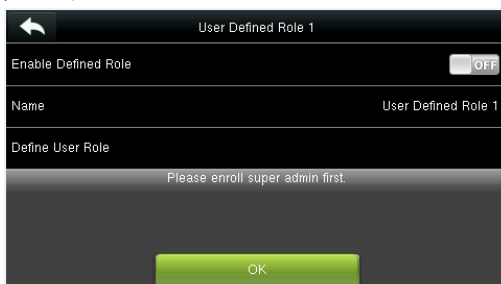 User Defined Role 1
Enable Defined Role OFF
Name User Defined Role 1
Define User Role
Please enroll super admin first.
OK